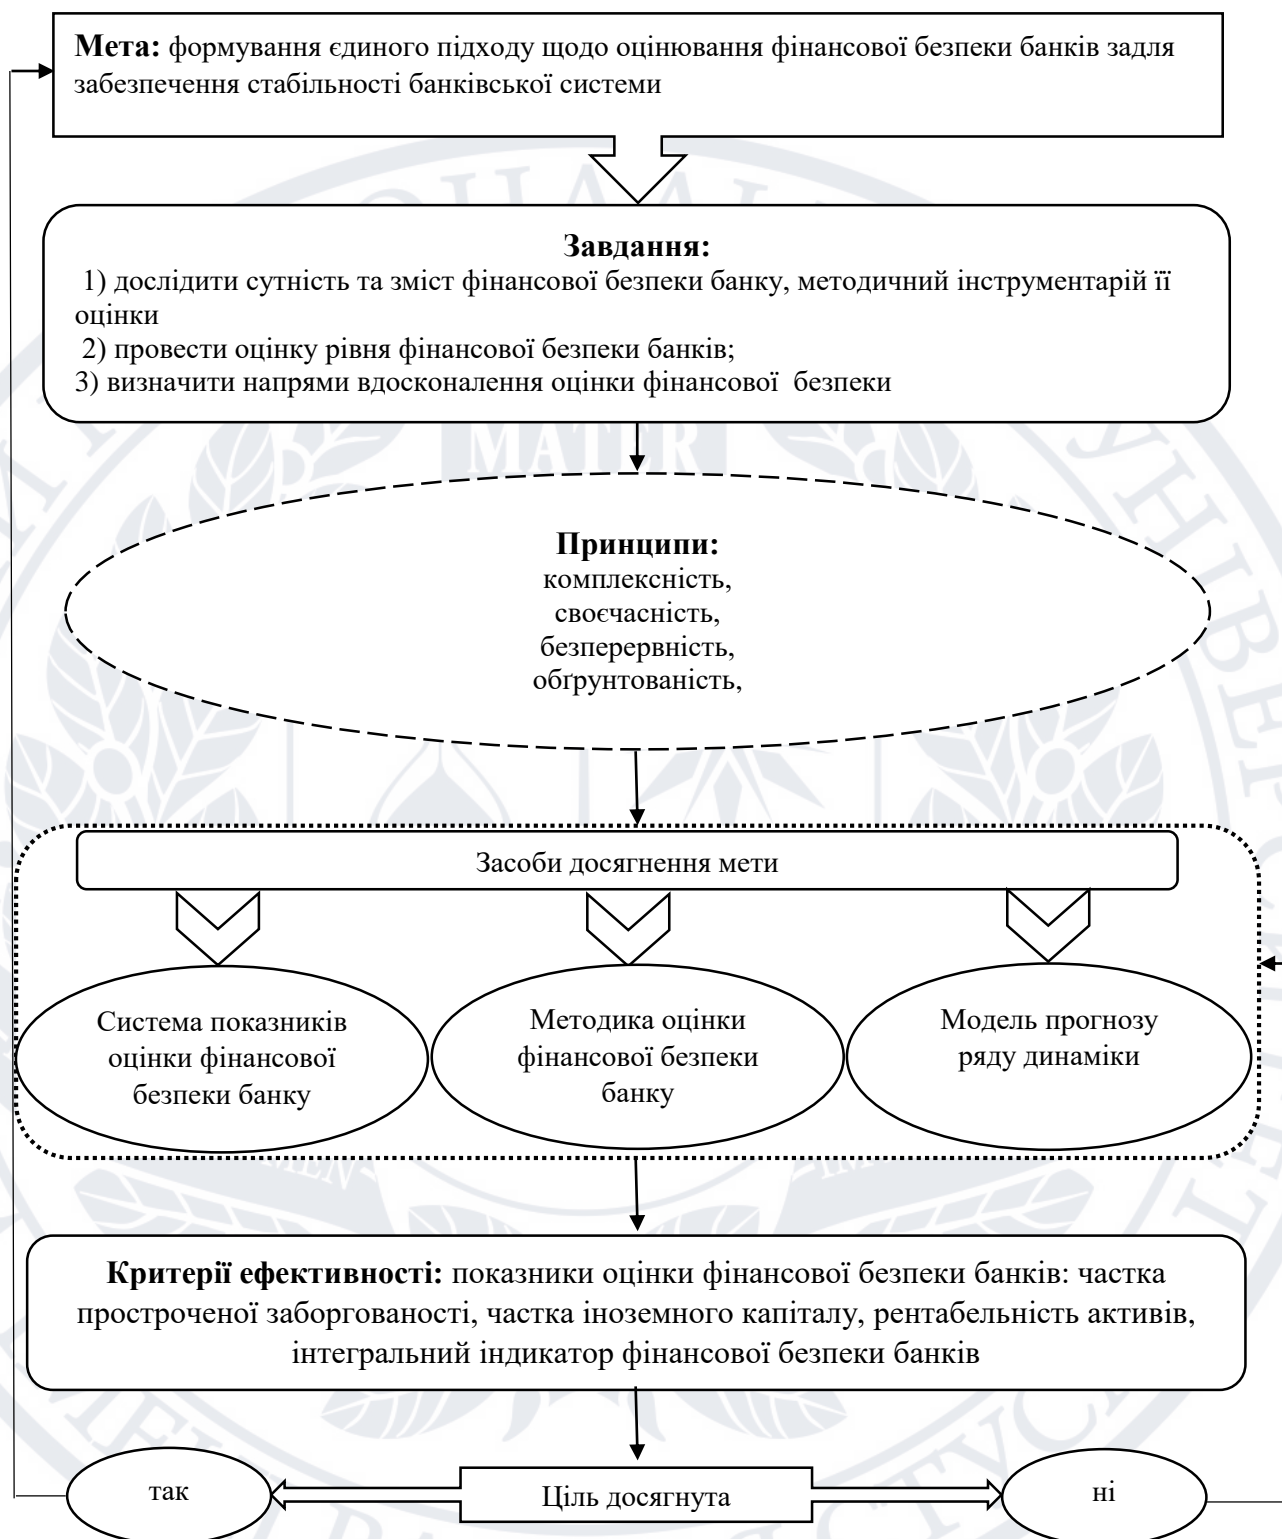 Мета: формування єдиного підходу щодо оцінювання фінансової безпеки банків задля
забезпечення стабільності банківської системи
Завдання:
1) дослідити сутність та зміст фінансової безпеки банку, методичний інструментарій її
оцінки
2) провести оцінку рівня фінансової безпеки банків;
3) визначити напрями вдосконалення оцінки фінансової безпеки
MATER
Принципи:
комплексність,
своєчасність,
безперервність,
обґрунтованість,
Засоби досягнення мети
Система показників
оцінки фінансової
безпеки банку
Методика оцінки
фінансової безпеки
банку
Модель прогнозу
ряду динаміки
Критерії ефективності: показники оцінки фінансової безпеки банків: частка
простроченої заборгованості, частка іноземного капіталу, рентабельність активів,
інтегральний індикатор фінансової безпеки банків
так
Ціль досягнута
ні